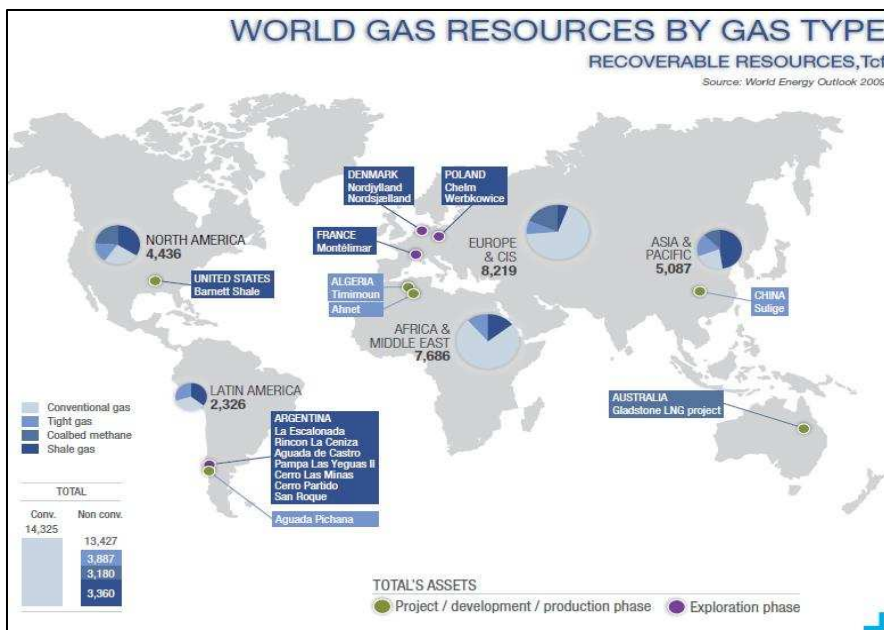 WORLD GAS RESOURCES BY GAS TYPE
RECOVERABLE RESOURCES,Tcf
Source: World Energy Outlook 2009
DENMARK
Nordjylland
Nordsjælland
POLAND
Chelm
Werbkowice
NORTH AMERICA
4,436
FRANCE
Montélimar
EUROPE
& CIS
8,219
ASIA &
PACIFIC
5,087
UNITED STATES
Barnett Shale
ALGERIA
Timimoun
Ahnet
CHINA
Sulige
AFRICA &
MIDDLE EAST
7,686
LATIN AMERICA
2,326
AUSTRALIA
Gladstone LNG project
Conventional gas
Tight gas
Coalbed methane
Shale gas
ARGENTINA
La Escalonada
Rincon La Ceniza
Aguada de Castro
Pampa Las Yeguas II
Cerro Las Minas
Cerro Partido
San Roque
Aguada Pichana
TOTAL
Conv.
14,325
Non conv.
13,427
3,887
3,180
3,360
TOTAL'S ASSETS
Project / development / production phase
Exploration phase